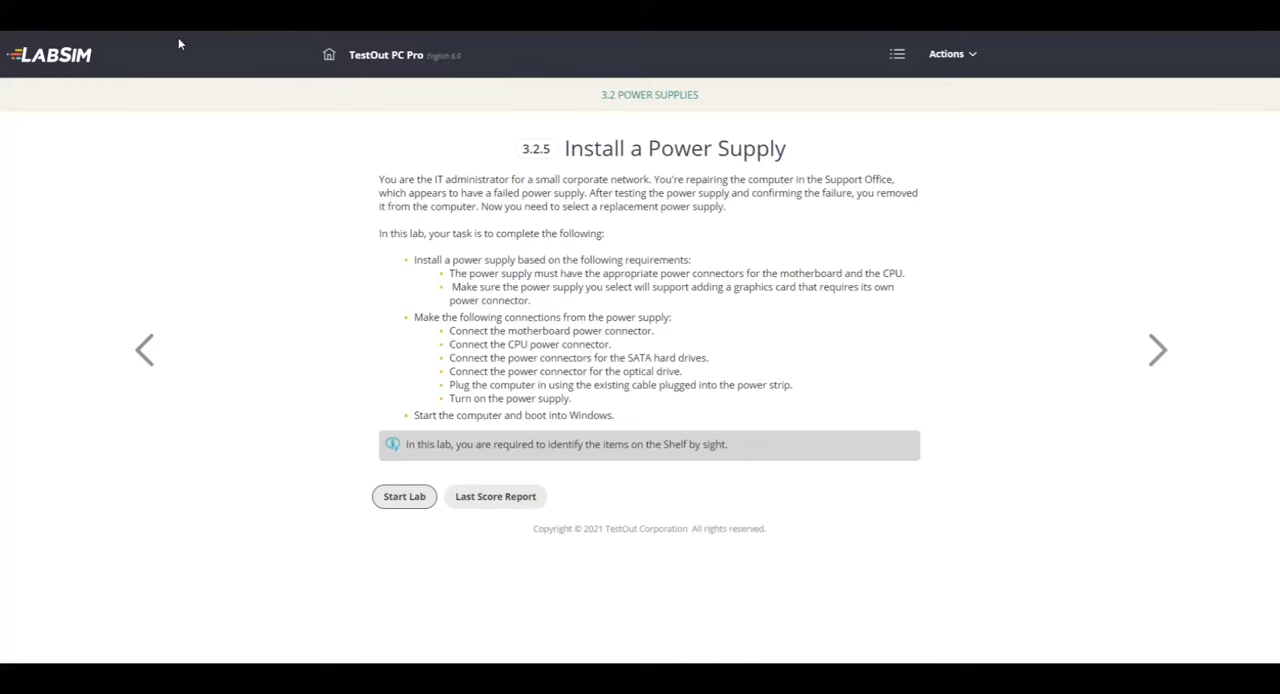 LABSIM
TestOut PC Pro English 6.0
Actions
3.2 POWER SUPPLIES
3.2.5 Install a Power Supply
You are the IT administrator for a small corporate network. You're repairing the computer in the Support Office,
which appears to have a failed power supply. After testing the power supply and confirming the failure, you removed
it from the computer. Now you need to select a replacement power supply.
In this lab, your task is to complete the following:
Install a power supply based on the following requirements:
The power supply must have the appropriate power connectors for the motherboard and the CPU.
Make sure the power supply you select will support adding a graphics card that requires its own
power connector.
Make the following connections from the power supply:
Connect the motherboard power connector.
Connect the CPU power connector.
Connect the power connectors for the SATA hard drives.
Connect the power connector for the optical drive.
Plug the computer in using the existing cable plugged into the power strip.
Turn on the power supply.
Start the computer and boot into Windows.
In this lab, you are required to identify the items on the Shelf by sight.
Start Lab
Last Score Report
Copyright © 2021 TestOut Corporation All rights reserved.